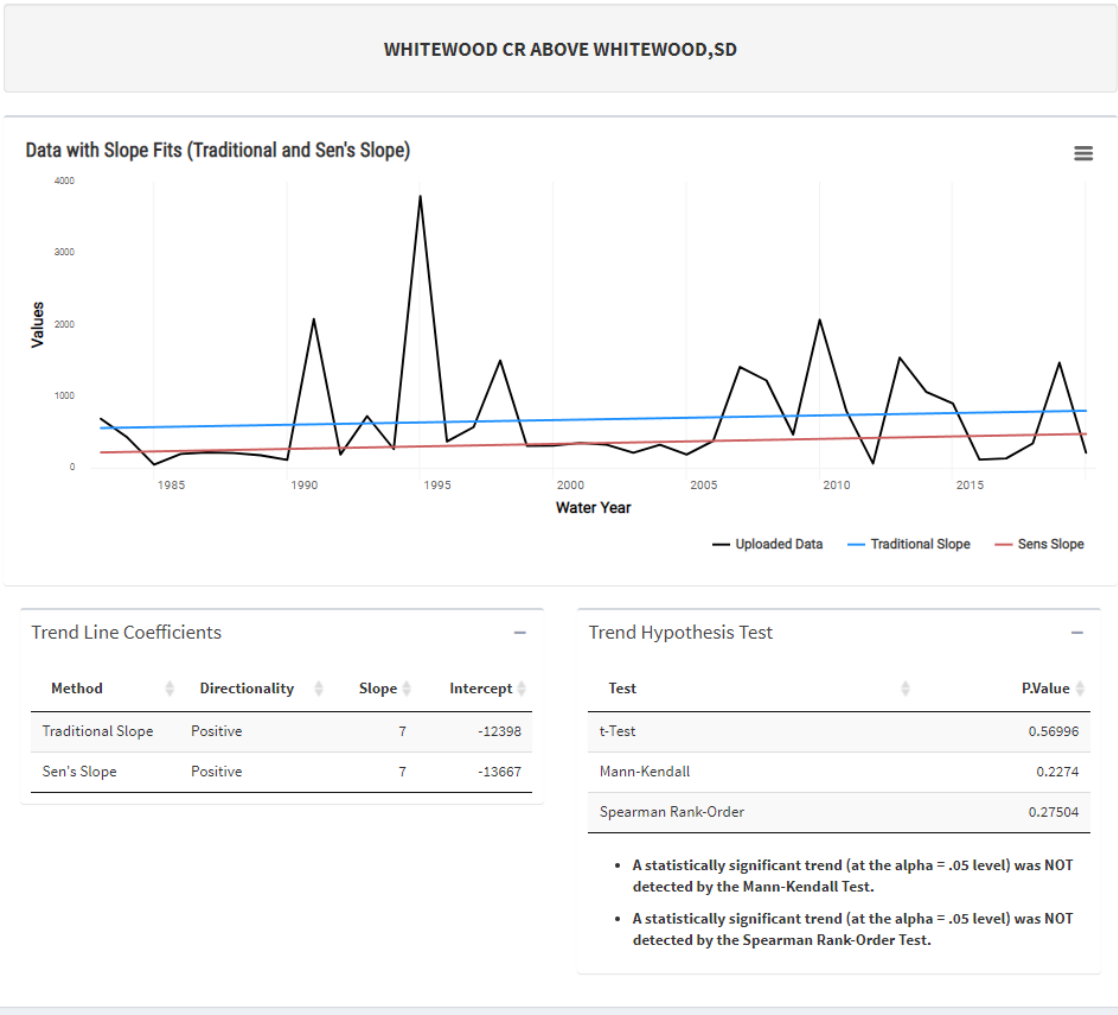 WHITEWOOD CR ABOVE WHITEWOOD,SD
Data with Slope Fits (Traditional and Sen's Slope)
4000
3000
2000
1000
0
Values
1985 1990 1995 2000 2005 2010 2015
Water Year
Uploaded Data Traditional Slope Sens Slope
Trend Line Coefficients
Method Directionality Slope Intercept
Traditional Slope Positive 7 -12398
Sen's Slope Positive 7 -13667
Trend Hypothesis Test
Test P.Value
t-Test 0.56996
Mann-Kendall 0.2274
Spearman Rank-Order 0.27504
• A statistically significant trend (at the alpha = .05 level) was NOT
detected by the Mann-Kendall Test.
• A statistically significant trend (at the alpha = .05 level) was NOT
detected by the Spearman Rank-Order Test.